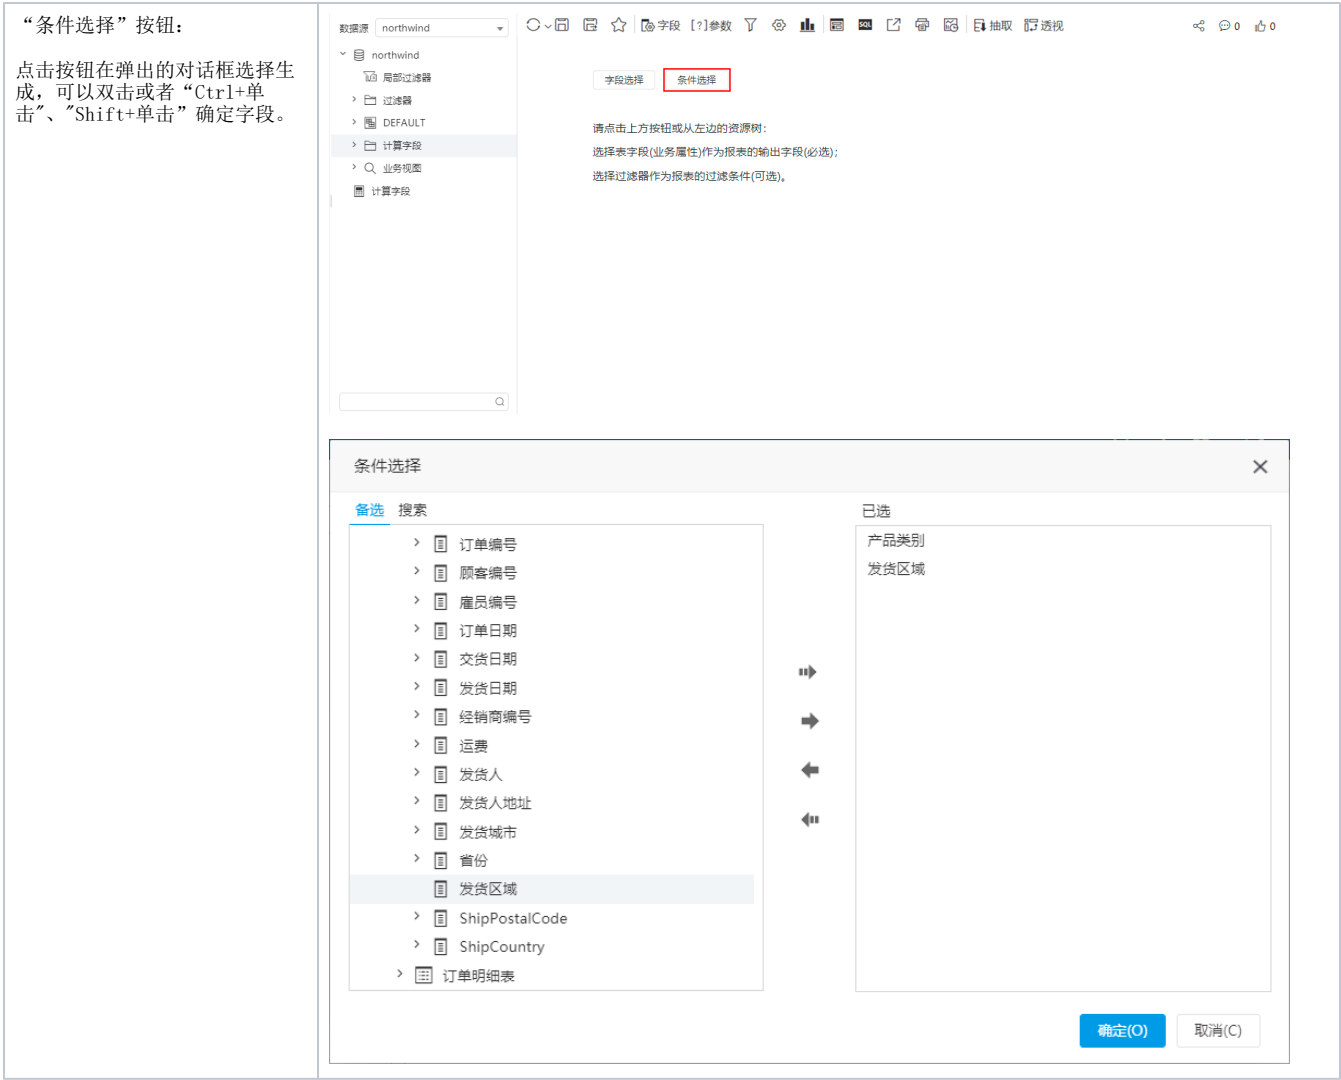 “条件选择”按钮：
点击按钮在弹出的对话框选择生
成，可以双击或者“Ctrl+单
击"、"Shift+单击”确定字段。
数据源 northwind
字段 [?]参数 SQL 抽取 透视 0 0
northwind
局部过滤器
过滤器
DEFAULT
计算字段
业务视图
计算字段
字段选择 条件选择
请点击上方按钮或从左边的资源树：
选择表字段(业务属性)作为报表的输出字段(必选)；
选择过滤器作为报表的过滤条件(可选)。
条件选择
备选 搜索
订单编号
顾客编号
雇员编号
订单日期
交货日期
发货日期
经销商编号
运费
发货人
发货人地址
发货城市
省份
发货区域
ShipPostalCode
ShipCountry
订单明细表
已选
产品类别
发货区域
确定(O) 取消(C)